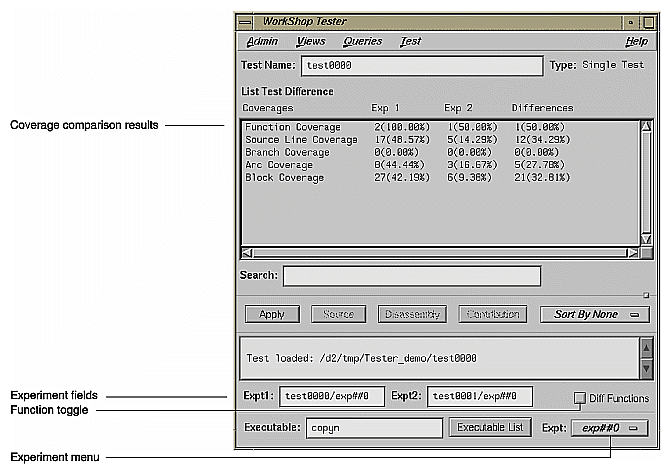 WorkShop Tester
Admin Views Queries Test Help
Test Name: test0000 Type: Single Test
List Test Difference
Coverages Exp 1 Exp 2 Differences
Coverage comparison results
Function Coverage 2(100.00%) 1(50.00%) 1(50.00%)
Source Line Coverage 17(48.57%) 5(14.29%) 12(34.29%)
Branch Coverage 0(0.00%) 0(0.00%) 0(0.00%)
Arc Coverage 8(44.44%) 3(16.67%) 5(27.78%)
Block Coverage 27(42.19%) 6(9.38%) 21(32.81%)
Search:
Apply Source Disassembly Contribution Sort By None
Test loaded: /d2/tmp/Tester_demo/test0000
Experiment fields
Expt1: test0000/exp##0 Expt2: test0001/exp##0 Diff Functions
Function toggle
Executable: copyn Executable List Expt: exp##0
Experiment menu